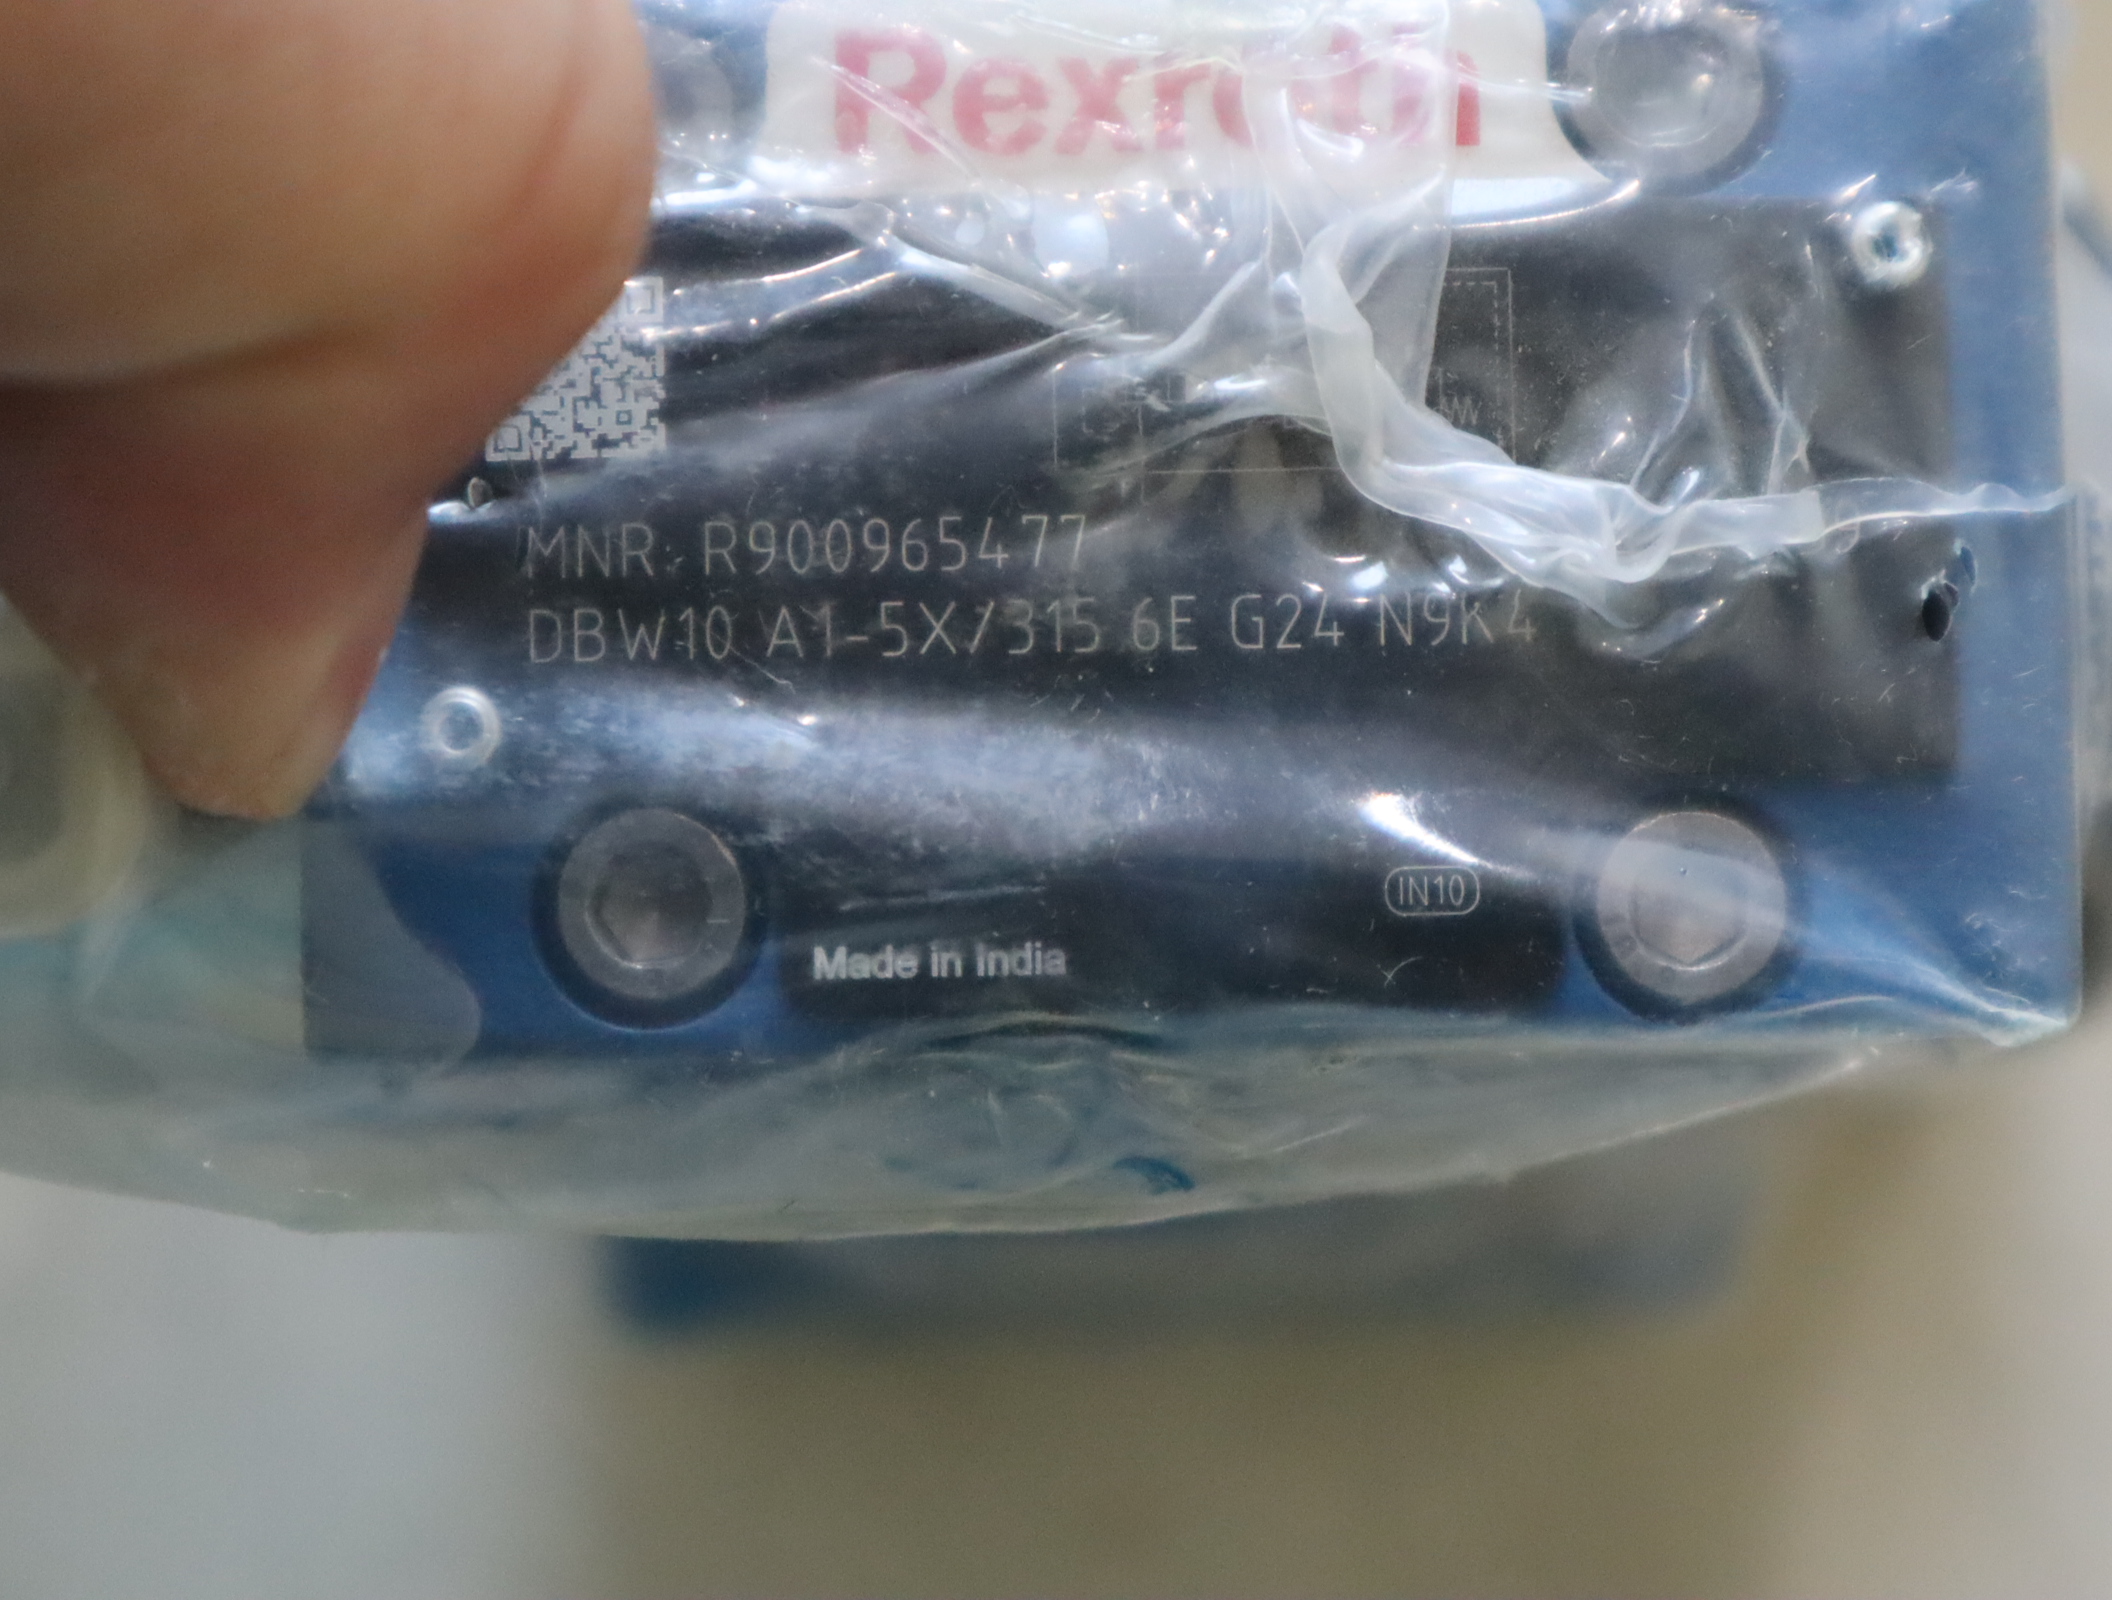 Rexroth
MNR: R900965477
DBW10 A1-5X/315 6E G24 N9K4
IN10
Made in India